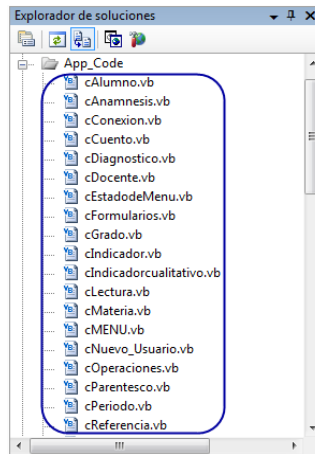 Explorador de soluciones
App_Code
cAlumno.vb
cAnamnesis.vb
cConexion.vb
cCuento.vb
cDiagnostico.vb
cDocente.vb
cEstadodeMenu.vb
cFormularios.vb
cGrado.vb
cIndicador.vb
cIndicadorcualitativo.vb
cLectura.vb
cMateria.vb
cMENU.vb
cNuevo_Usuario.vb
cOperaciones.vb
cParentesco.vb
cPeriodo.vb
cReferencia.vb